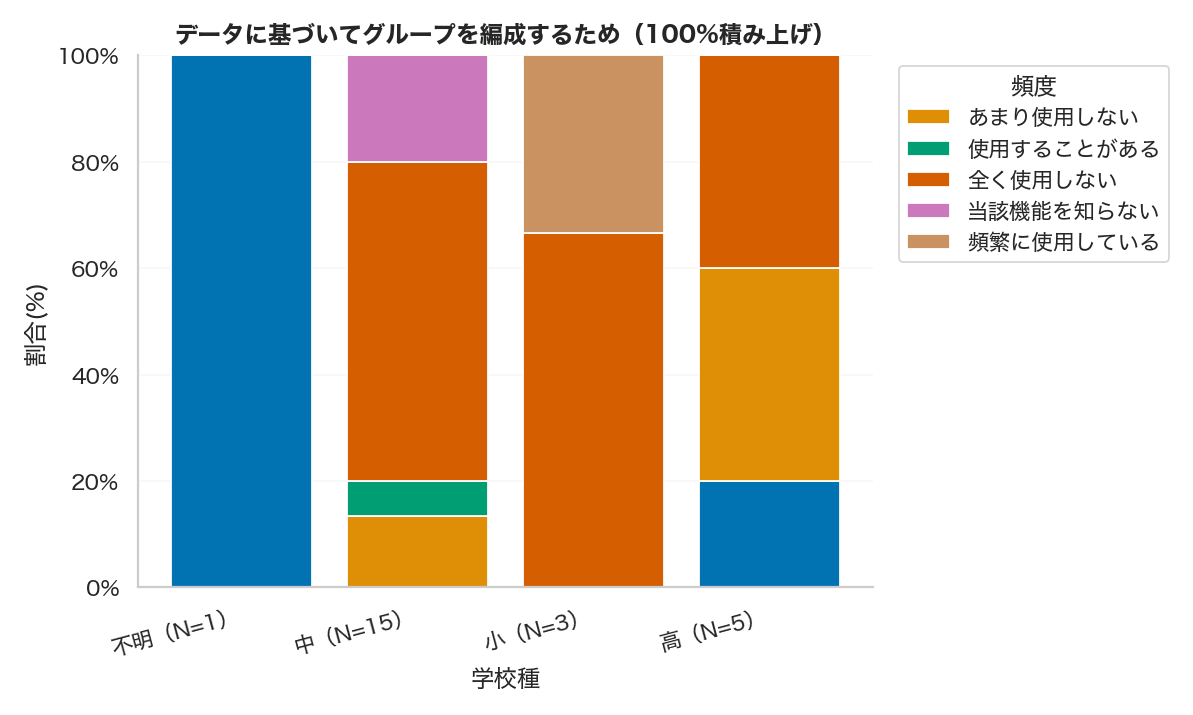 データに基づいてグループを編成するため（100%積み上げ）
100%
80%
60%
40%
20%
0%
割合(%)
不明（N=1）
中（N=15）
小（N=3）
高（N=5）
学校種
頻度
あまり使用しない
使用することがある
全く使用しない
当該機能を知らない
頻繁に使用している